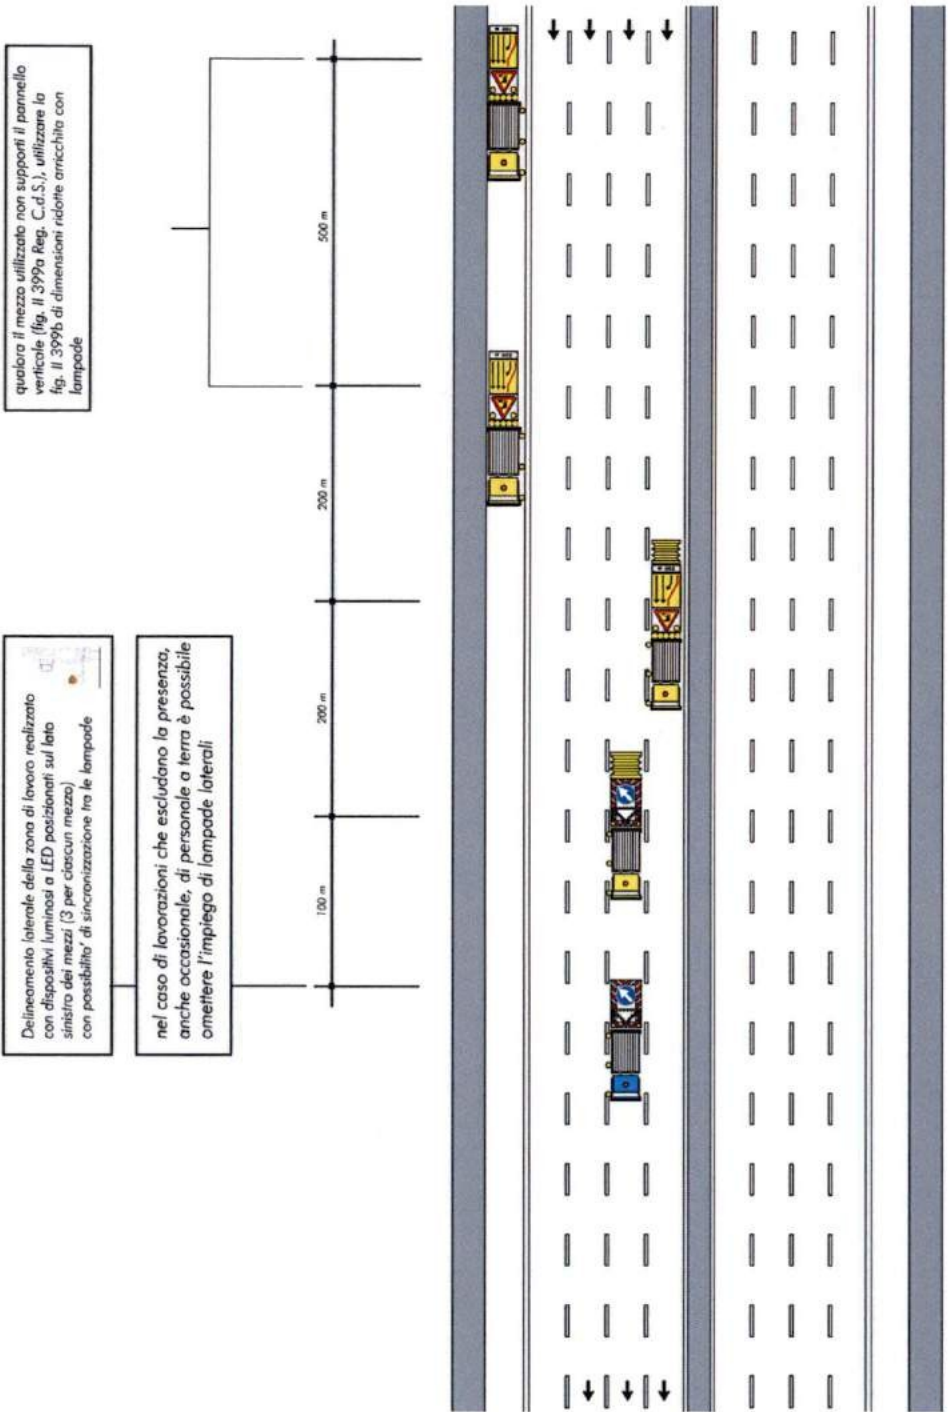 qualora il mezzo utilizzato non supporti il pannello
verticale (fig. II 399a Reg. C.d.S.), utilizzare la
fig. II 399b di dimensioni ridotte arricchita con
lampade
Delineamento laterale della zona di lavoro realizzato
con dispositivi luminosi a LED posizionati sul lato
sinistro dei mezzi (3 per ciascun mezzo)
con possibilita' di sincronizzazione tra le lampade
nel caso di lavorazioni che escludano la presenza,
anche occasionale, di personale a terra è possibile
omettere l'impiego di lampade laterali
100 m
200 m
200 m
500 m